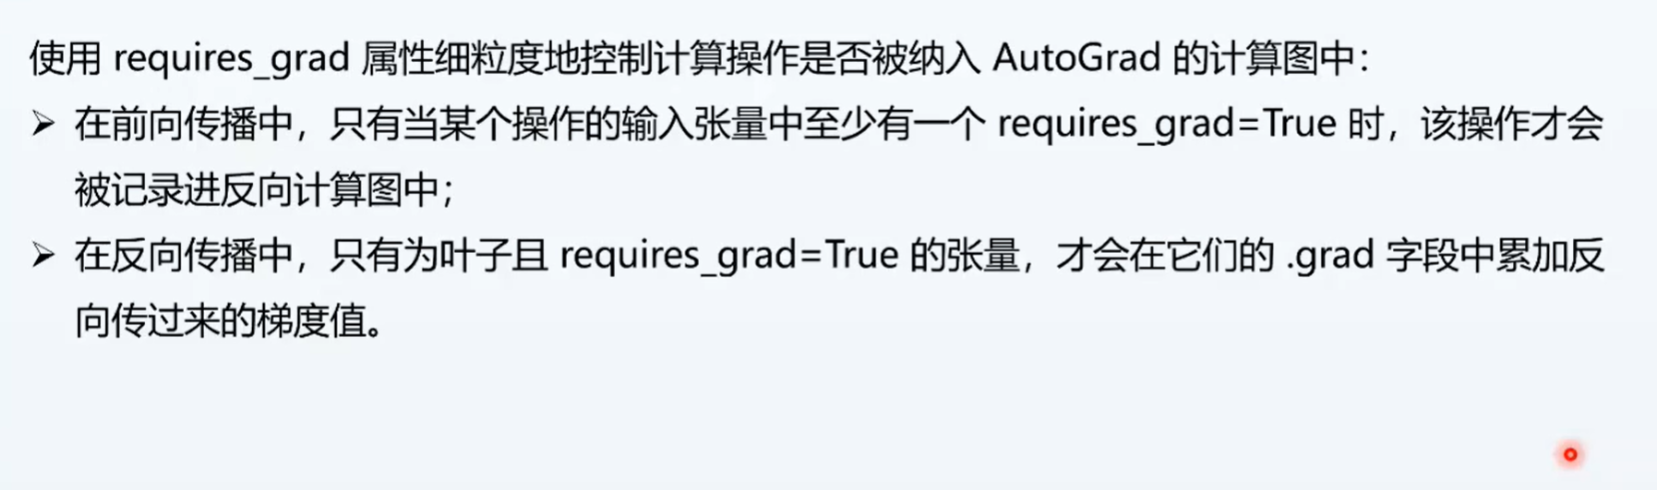 使用 requires_grad 属性细粒度地控制计算操作是否被纳入 AutoGrad 的计算图中：
➢ 在前向传播中，只有当某个操作的输入张量中至少有一个 requires_grad=True 时，该操作才会
被记录进反向计算图中；
➢ 在反向传播中，只有为叶子且 requires_grad=True 的张量，才会在它们的 .grad 字段中累加反
向传过来的梯度值。